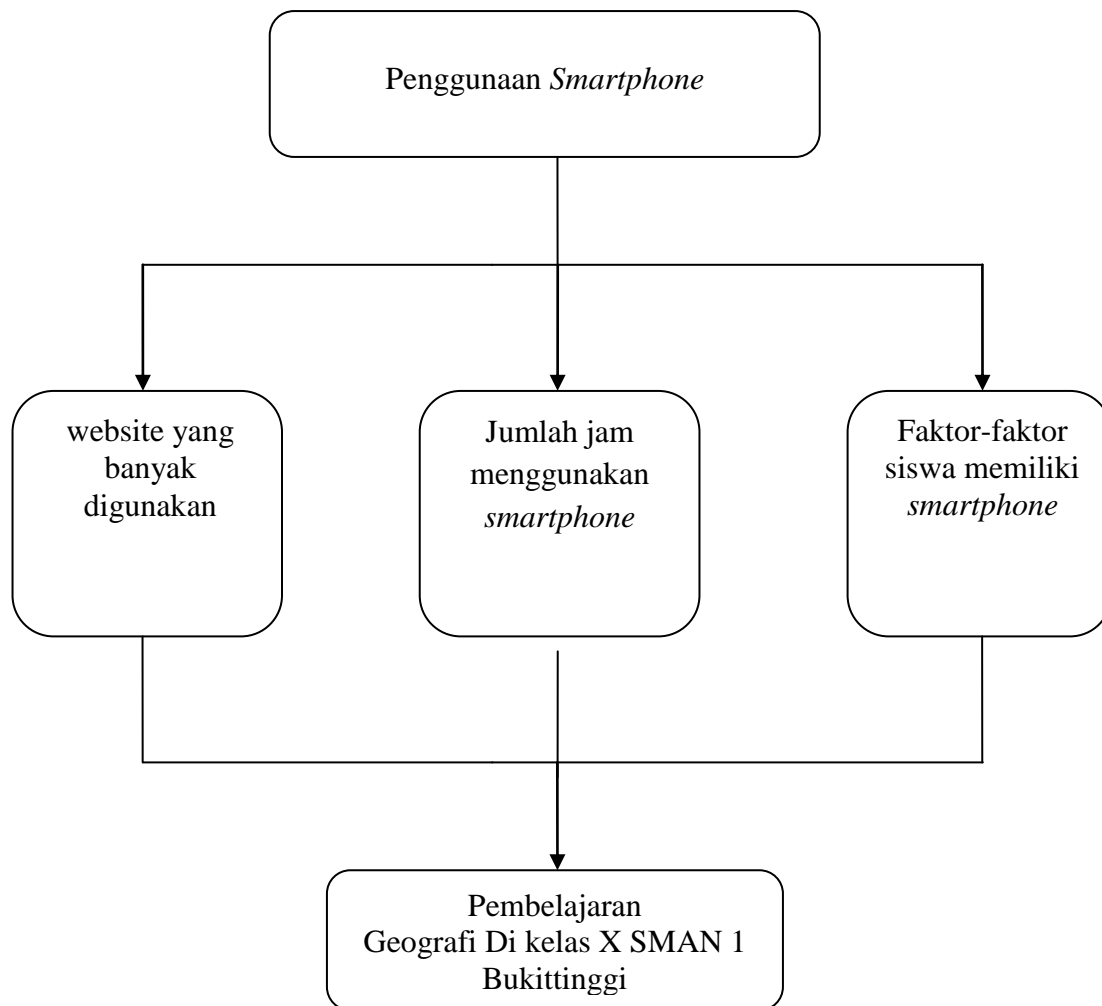 Penggunaan Smartphone
website yang
banyak
digunakan
Jumlah jam
menggunakan
smartphone
Faktor-faktor
siswa memiliki
smartphone
Pembelajaran
Geografi Di kelas X SMAN 1
Bukittinggi